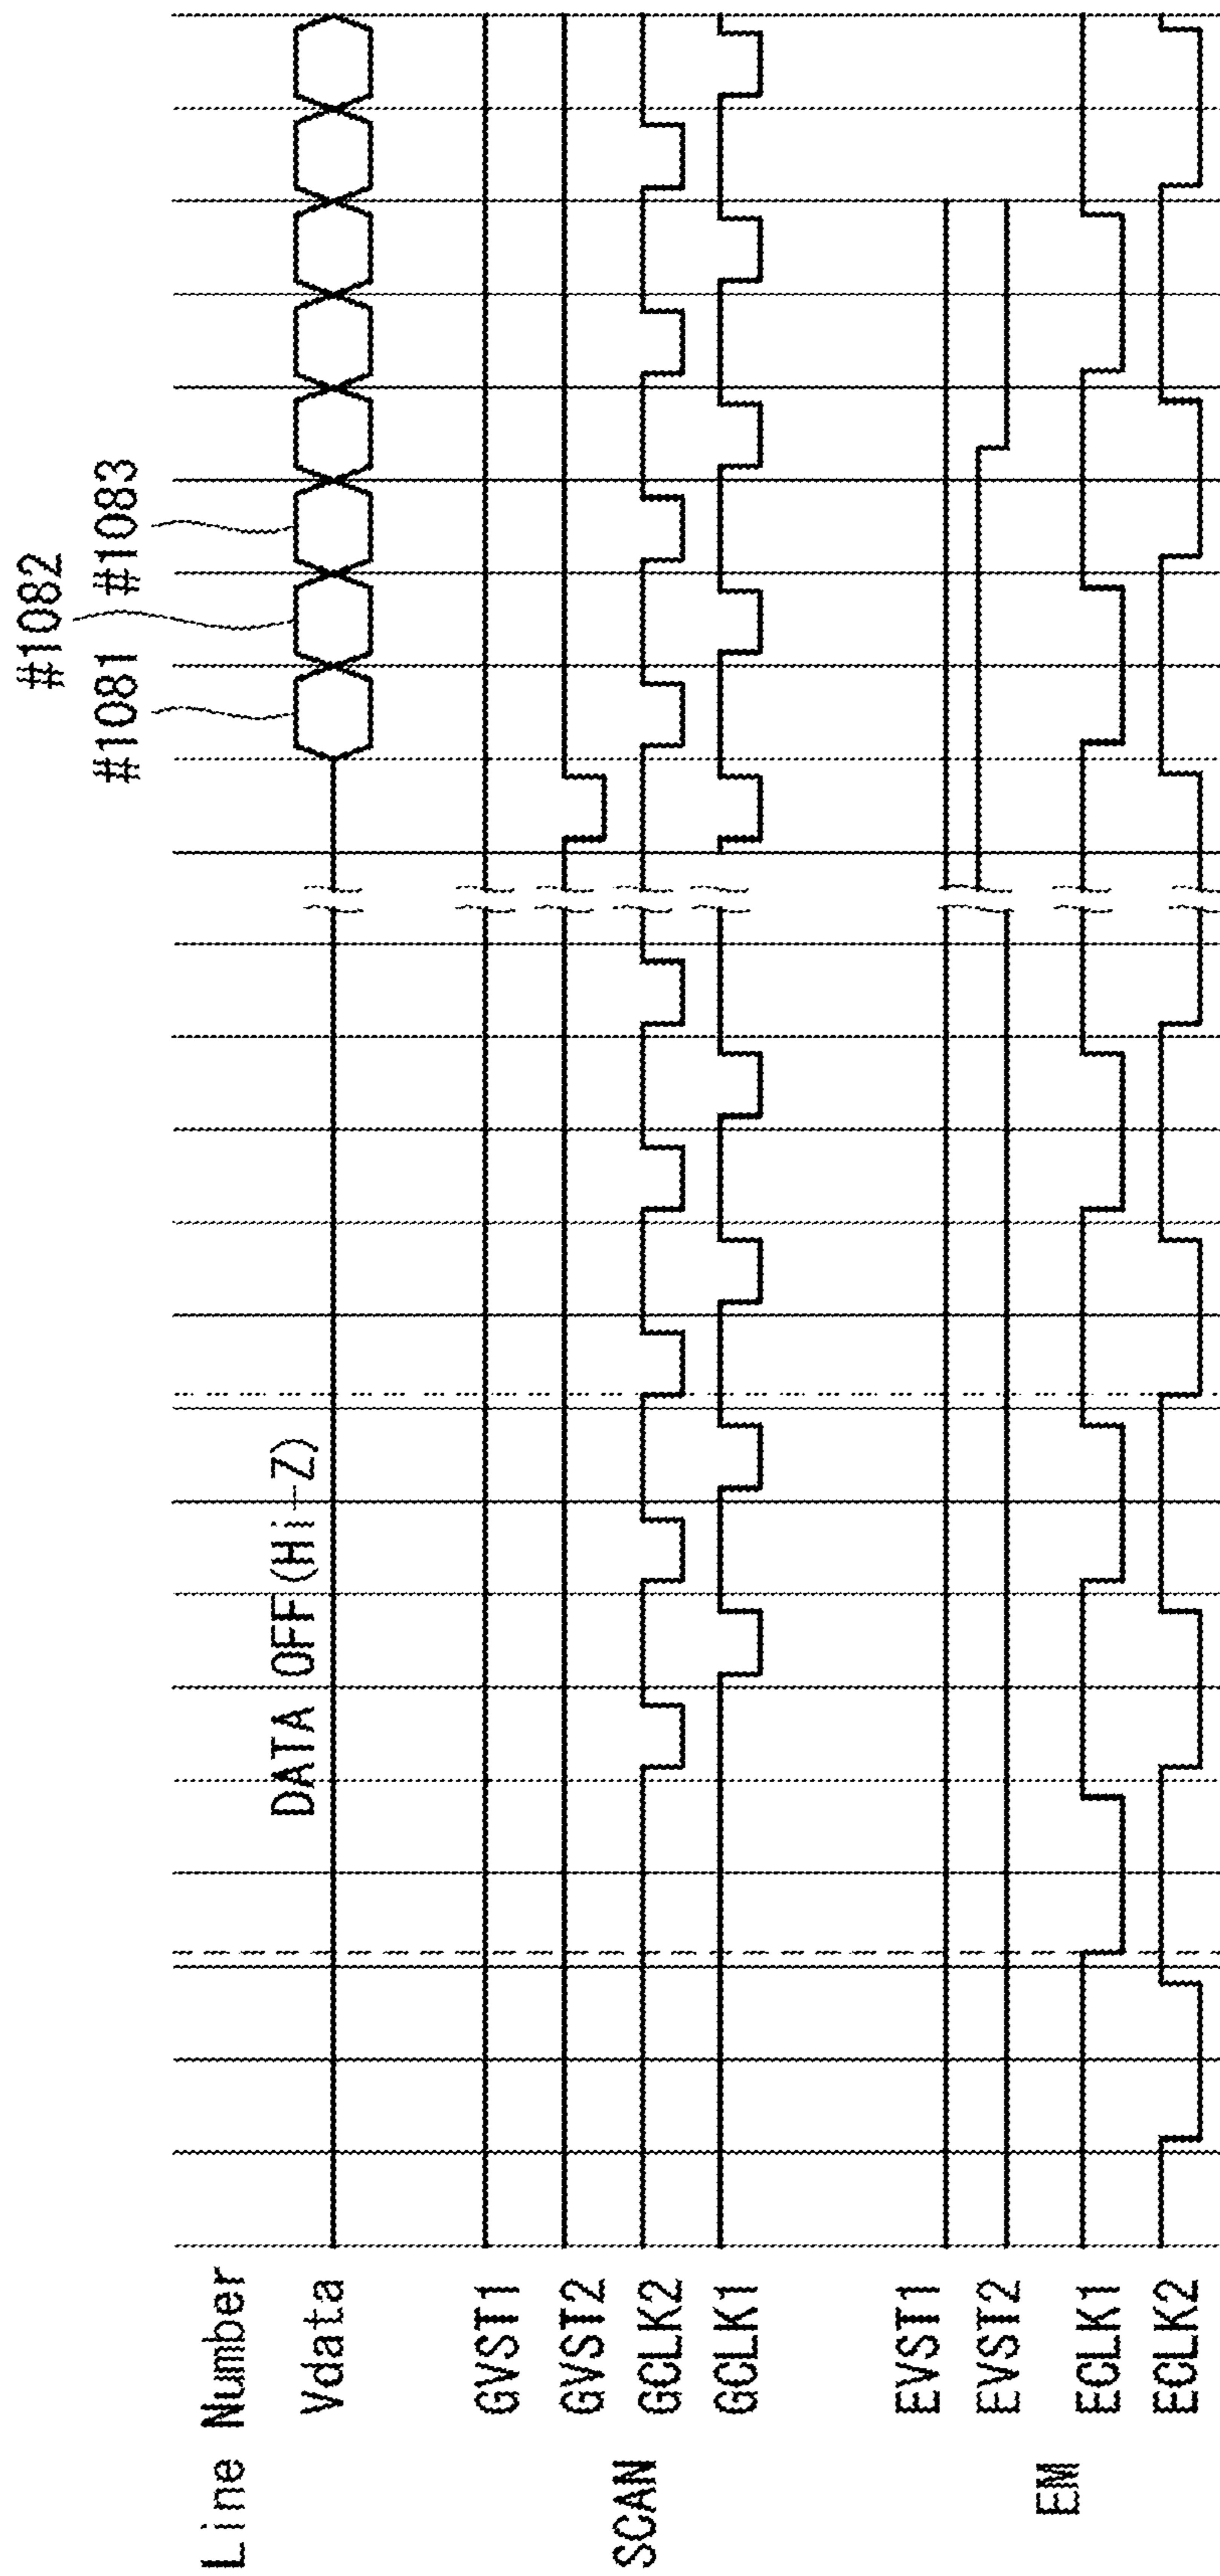 #1082
#1081 #1083
Line Number
DATA OFF(Hi-Z)
Vdata
GVST1
GVST2
SCAN
GCLK2
GCLK1
EVST1
EVST2
EM
ECLK1
ECLK2